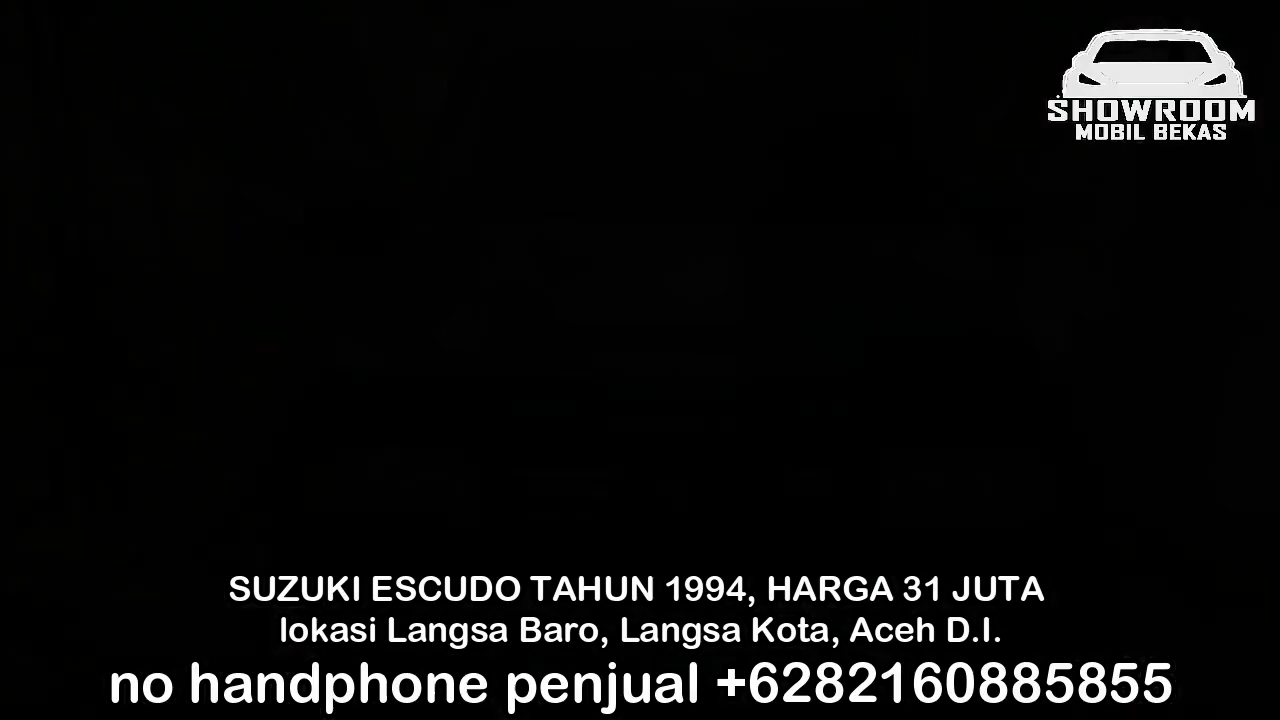 SHOWROOM
MOBIL BEKAS
SUZUKI ESCUDO TAHUN 1994, HARGA 31 JUTA
lokasi Langsa Baro, Langsa Kota, Aceh D.I.
no handphone penjual +6282160885855